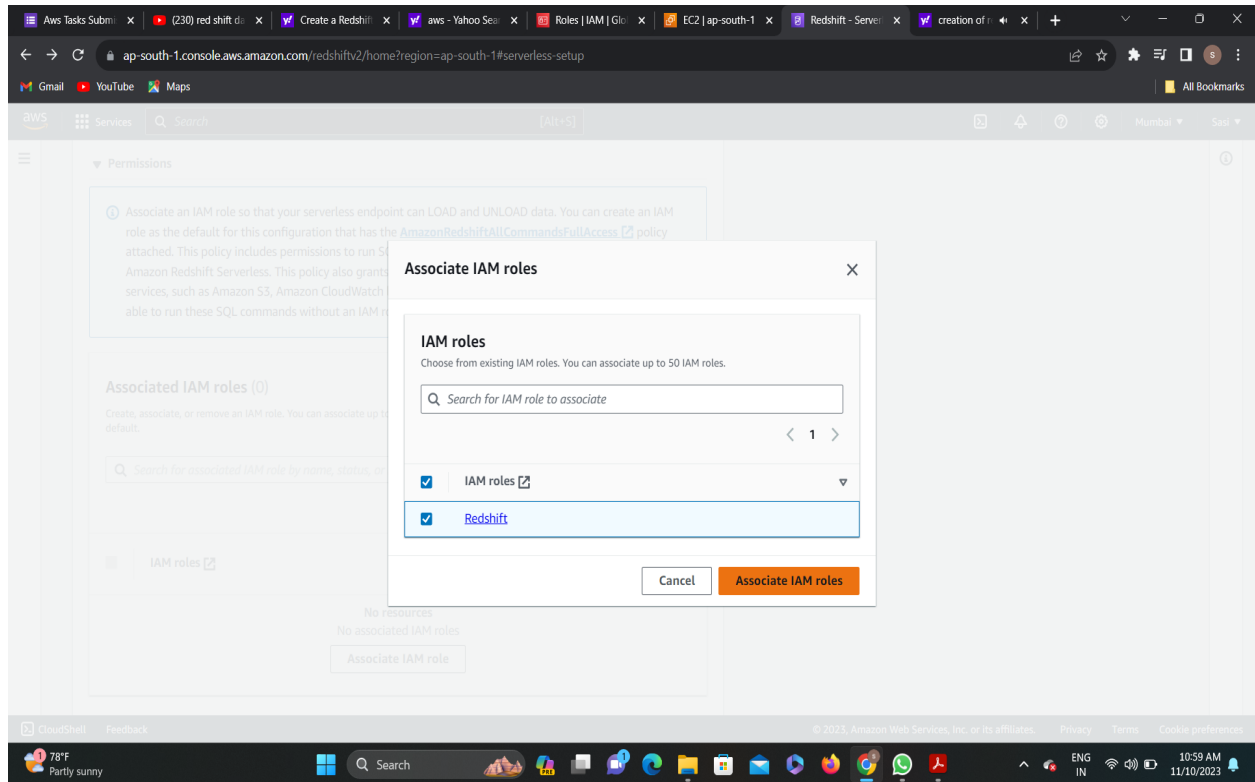 Aws Tasks Submi
(230) red shift da
Create a Redshift
aws - Yahoo Sear
Roles | IAM | Glo
EC2 | ap-south-1
Redshift - Server
creation of r
ap-south-1.console.aws.amazon.com/redshiftv2/home?region=ap-south-1#serverless-setup
S
Gmail
YouTube
Maps
All Bookmarks
aws
Services
Search
[Alt+S]
Mumbai
Sasi
Permissions
Associate an IAM role so that your serverless endpoint can LOAD and UNLOAD data. You can create an IAM
role as the default for this configuration that has the AmazonRedshiftAllCommandsFullAccess policy
attached. This policy includes permissions to run S
Amazon Redshift Serverless. This policy also grants
services, such as Amazon S3, Amazon CloudWatch
able to run these SQL commands without an IAM r
Associated IAM roles (0)
Create, associate, or remove an IAM role. You can associate up t
default.
Search for associated IAM role by name, status, or
IAM roles
No resources
No associated IAM roles
Associate IAM role
Associate IAM roles
IAM roles
Choose from existing IAM roles. You can associate up to 50 IAM roles.
Search for IAM role to associate
1
IAM roles
Redshift
Cancel
Associate IAM roles
CloudShell
Feedback
© 2023, Amazon Web Services, Inc. or its affiliates.
Privacy
Terms
Cookie preferences
1
78°F
Partly sunny
Search
PRE
ENG
IN
10:59 AM
11/10/2023